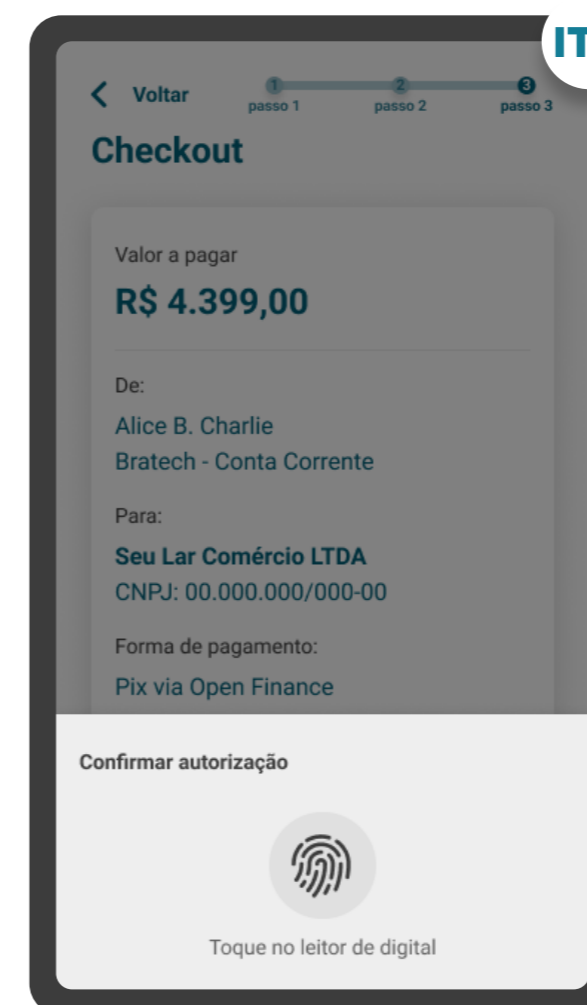 IT
Voltar
1 2 3
passo 1 passo 2 passo 3
Checkout
Valor a pagar
R$ 4.399,00
De:
Alice B. Charlie
Bratech - Conta Corrente
Para:
Seu Lar Comércio LTDA
CNPJ: 00.000.000/000-00
Forma de pagamento:
Pix via Open Finance
Confirmar autorização
Toque no leitor de digital